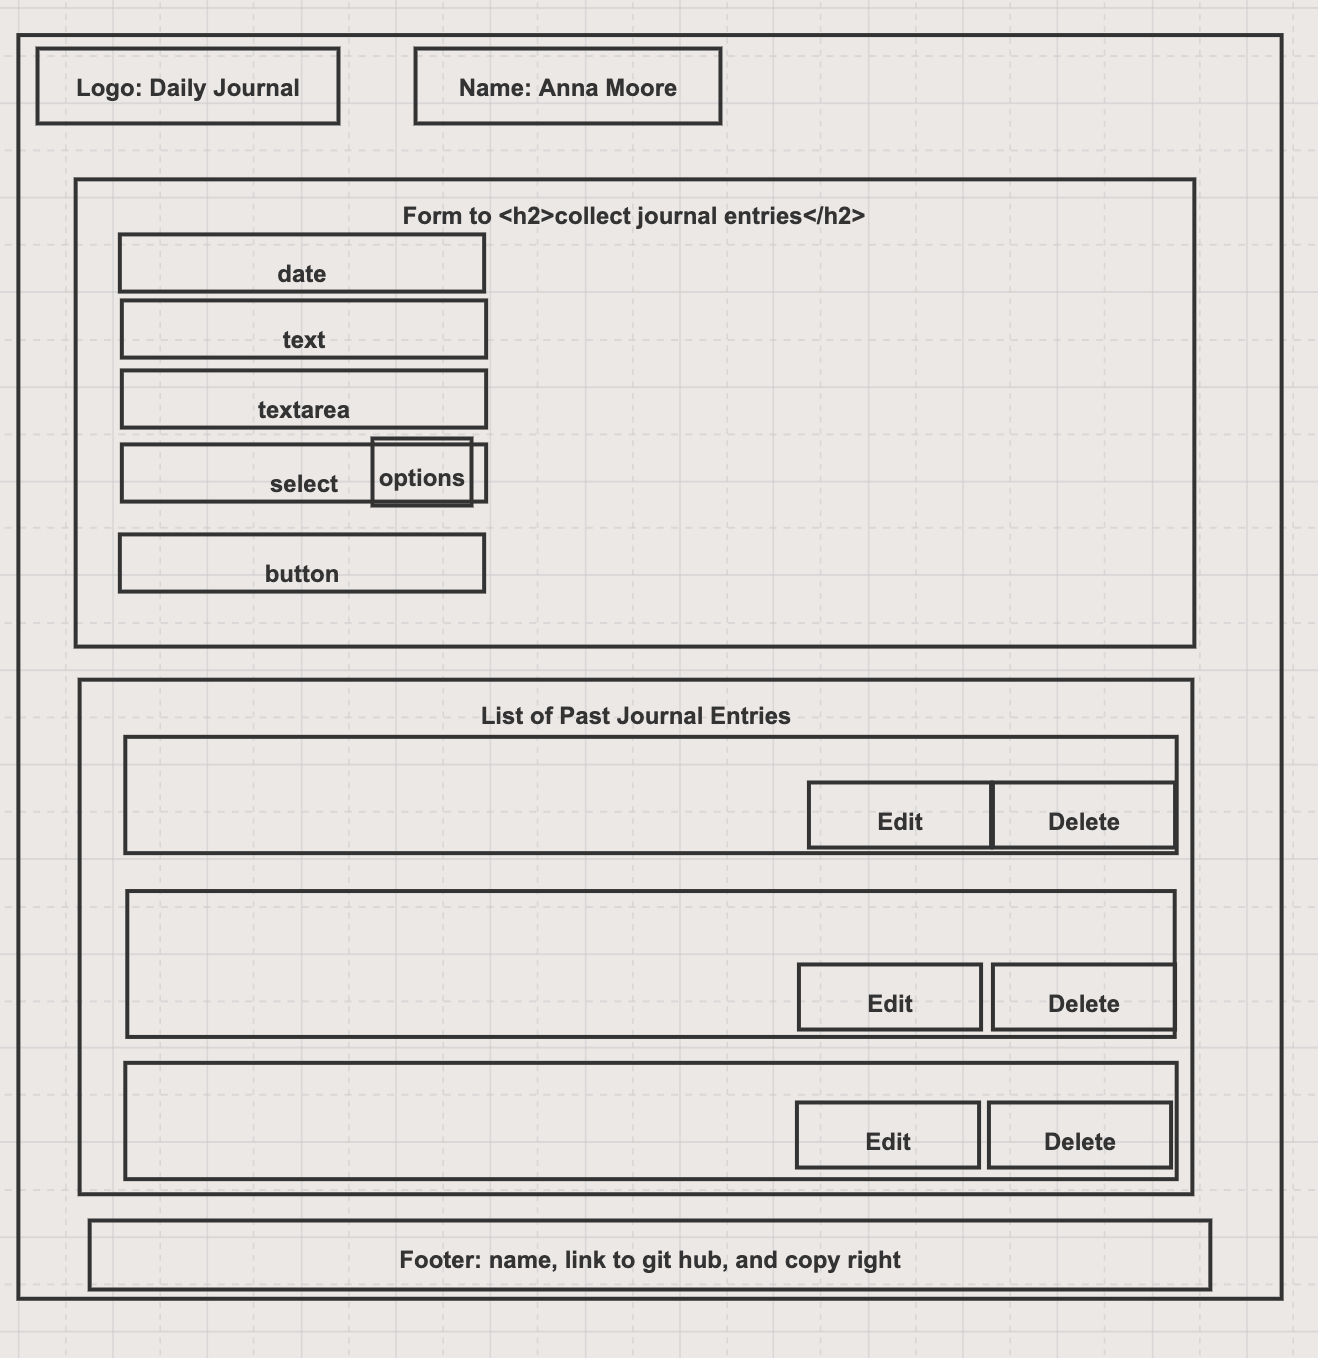 Logo: Daily Journal
Name: Anna Moore
Form to <h2>collect journal entries</h2>
date
text
textarea
select
options
button
List of Past Journal Entries
Edit
Delete
Edit
Delete
Edit
Delete
Footer: name, link to git hub, and copy right